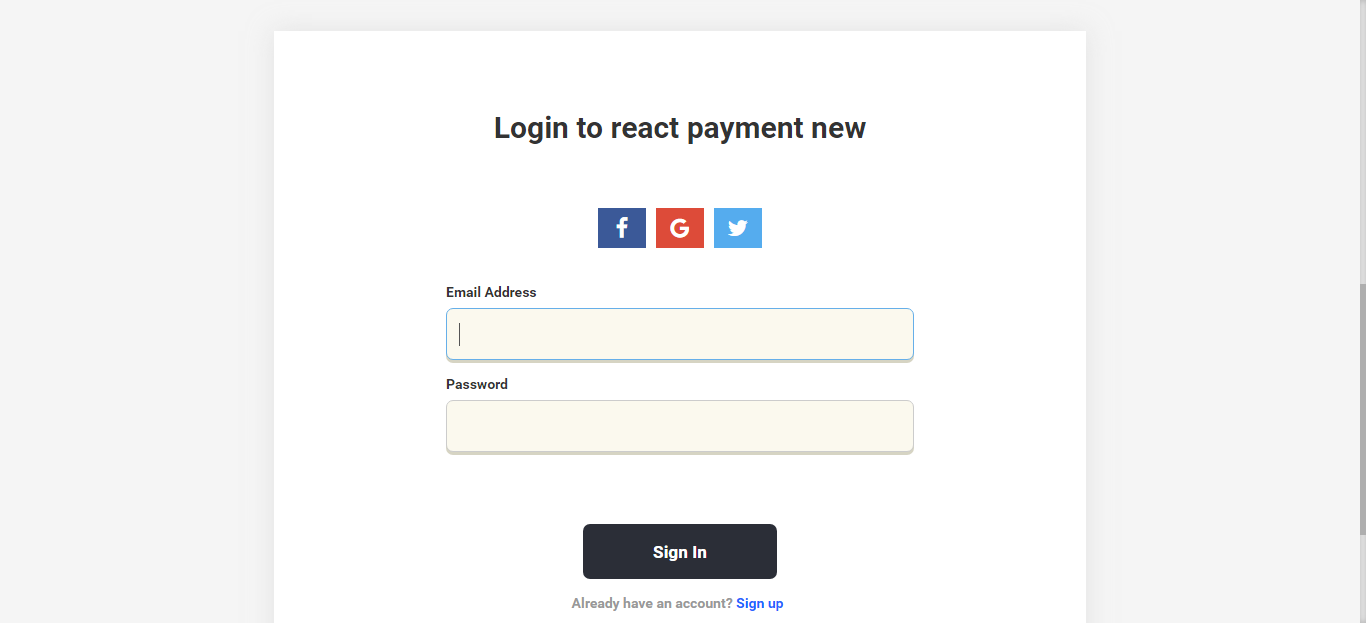 Login to react payment new
Email Address
Password
Sign In
Already have an account? Sign up